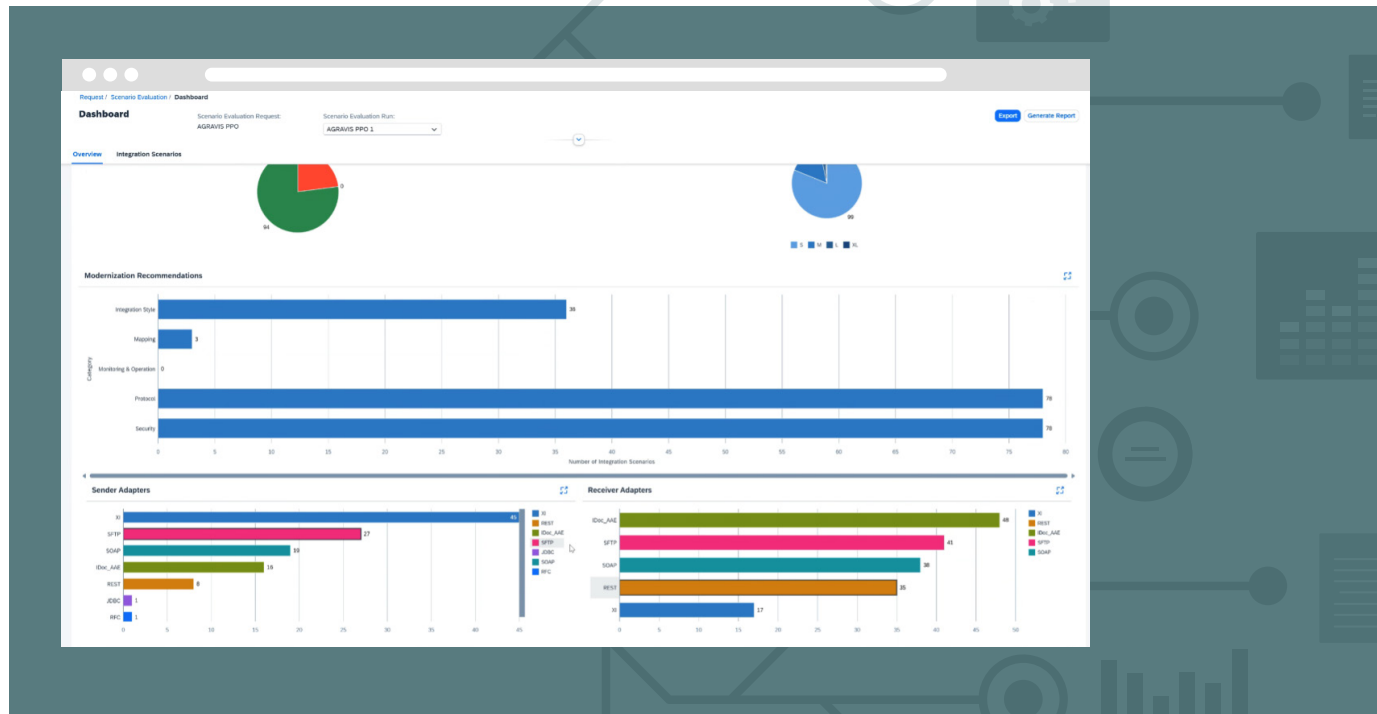 Request / Scenario Evaluation / Dashboard
Dashboard
Scenario Evaluation Request:
AGRAVIS PPO
Scenario Evaluation Run:
AGRAVIS PPO 1
Export
Generate Report
Overview
Integration Scenarios
0
94
99
S M L XL
Modernization Recommendations
Category
Integration Style
36
Mapping
3
Monitoring & Operation
0
Protocol
78
Security
78
0 5 10 15 20 25 30 35 40 45 50 55 60 65 70 75 80
Number of Integration Scenarios
Sender Adapters
XI
45
SFTP
27
SOAP
19
IDoc_AAE
16
REST
8
JDBC
1
RFC
1
0 5 10 15 20 25 30 35 40 45
XI
REST
IDoc_AAE
SFTP
JDBC
SOAP
RFC
Receiver Adapters
IDoc_AAE
48
SFTP
41
SOAP
38
REST
35
XI
17
0 5 10 15 20 25 30 35 40 45 50
XI
REST
IDoc_AAE
SFTP
SOAP